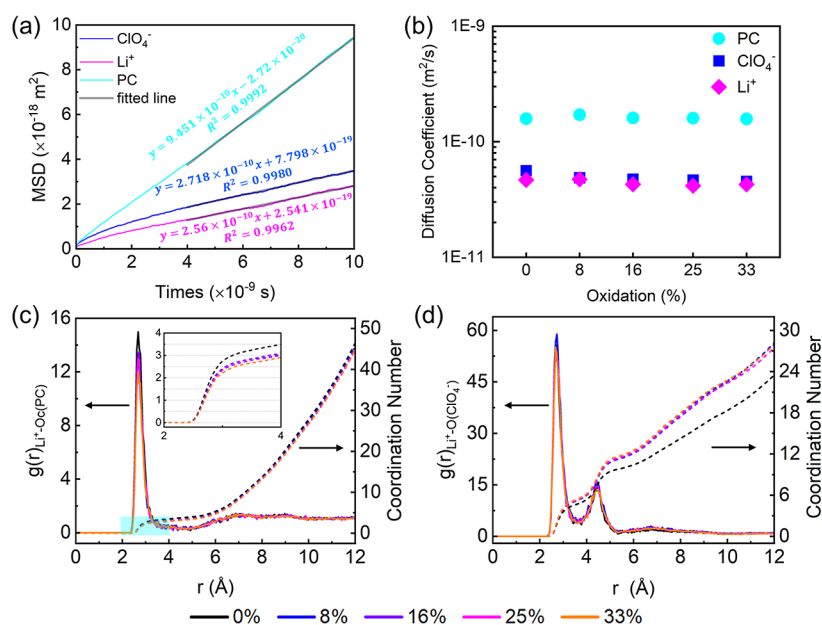 (a)
ClO₄⁻
Li⁺
PC
fitted line
y = 9.451×10⁻¹⁰x − 2.72×10⁻²⁰
R² = 0.9992
y = 2.718×10⁻¹⁰x + 7.798×10⁻¹⁹
R² = 0.9980
y = 2.56×10⁻¹⁰x + 2.541×10⁻¹⁹
R² = 0.9962
MSD (×10⁻¹⁸ m²)
10
8
6
4
2
0
0 2 4 6 8 10
Times (×10⁻⁹ s)
(b)
PC
ClO₄⁻
Li⁺
Diffusion Coefficient (m²/s)
1E-9
1E-10
1E-11
0 8 16 25 33
Oxidation (%)
(c)
g(r)Li⁺-Oc(PC)
16
12
8
4
0
4
3
2
1
0
2 3 4
50
40
30
20
10
0
Coordination Number
0 2 4 6 8 10 12
r (Å)
(d)
g(r)Li⁺-O(ClO₄⁻)
60
45
30
15
0
30
24
18
12
6
0
Coordination Number
0 2 4 6 8 10 12
r (Å)
0% 8% 16% 25% 33%